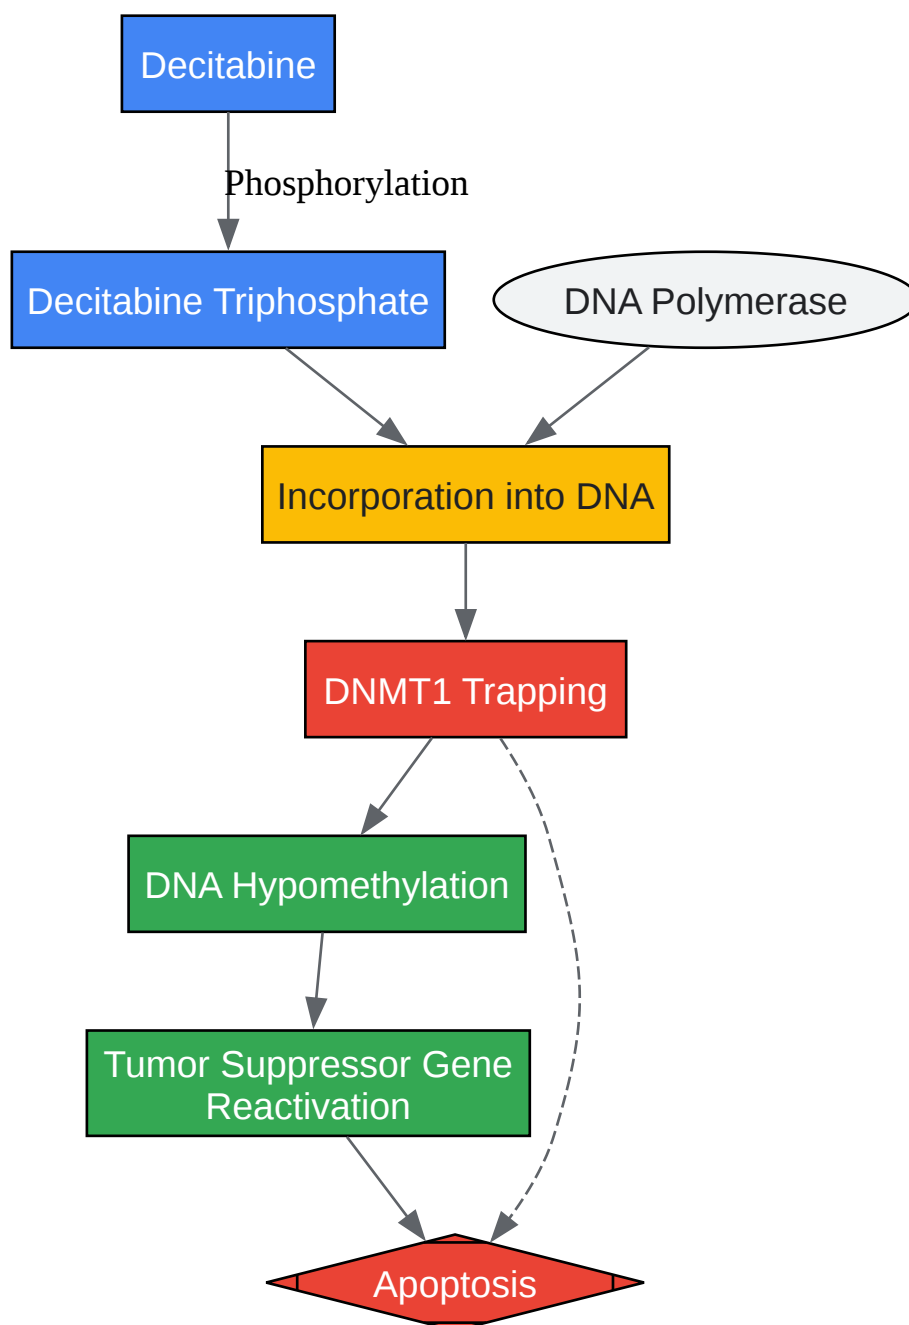 Decitabine
Phosphorylation
Decitabine Triphosphate
DNA Polymerase
Incorporation into DNA
DNMT1 Trapping
DNA Hypomethylation
Tumor Suppressor Gene
Reactivation
Apoptosis